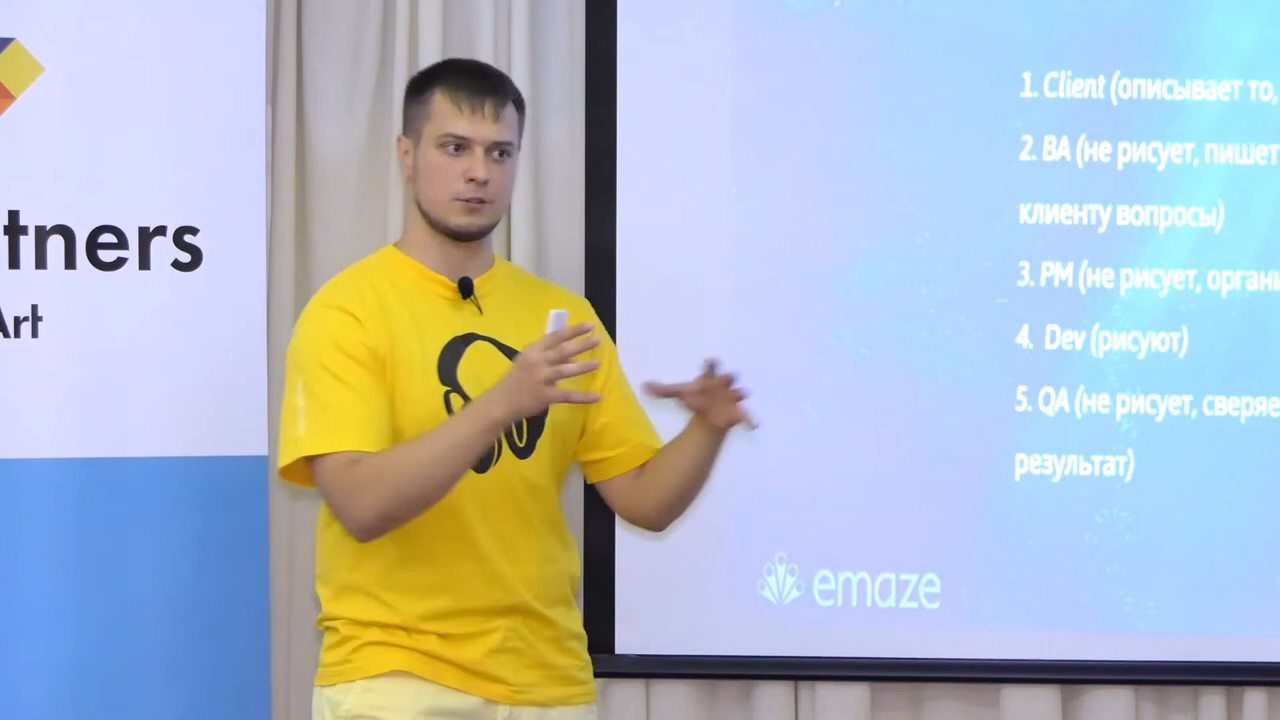 tners
Art
1. Client (описывает то,
2. BA (не рисует, пишет
клиенту вопросы)
3. PM (не рисует, органи
4. Dev (рисуют)
5. QA (не рисует, сверяе
результат)
emaze